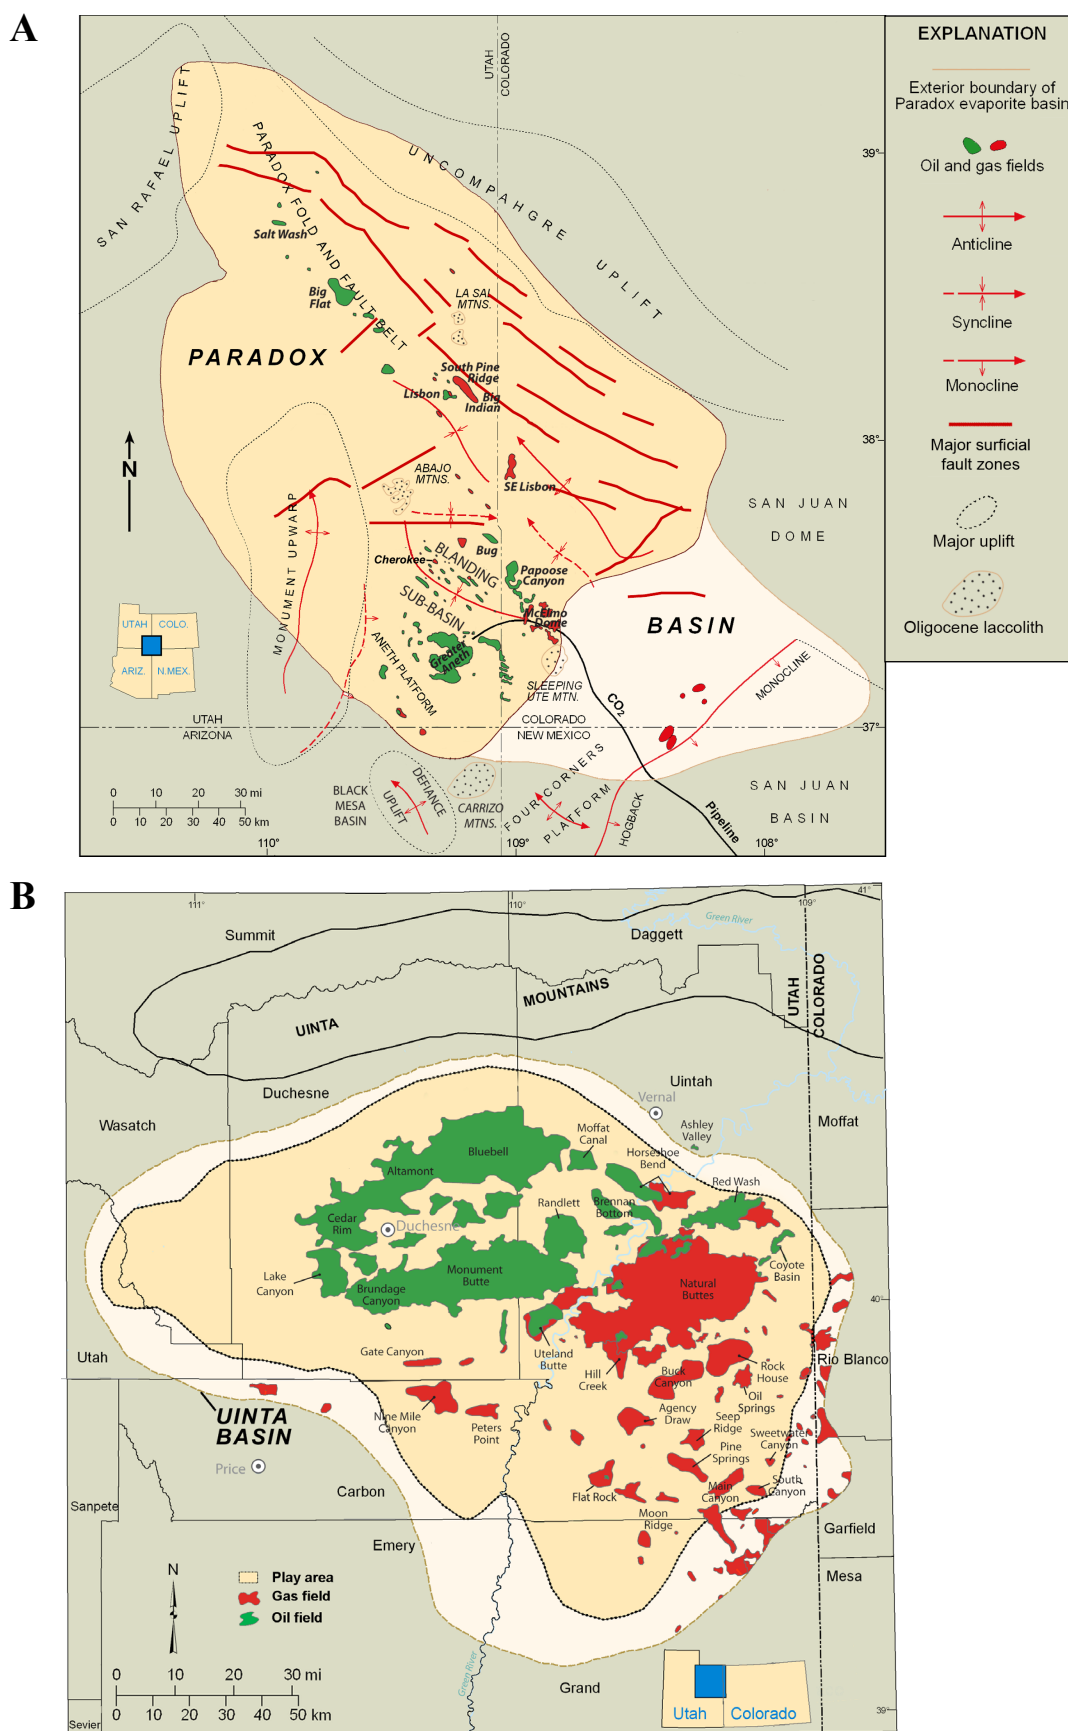 A
EXPLANATION
Exterior boundary of
Paradox evaporite basin
Oil and gas fields
Anticline
Syncline
Monocline
Major surficial
fault zones
Major uplift
Oligocene laccolith
UTAH
COLORADO
39°
SAN RAFAEL UPLIFT
PARADOX FOLD AND FAULT BELT
UNCOMPAHGRE
UPLIFT
Salt Wash
Big
Flat
LA SAL
MTNS.
PARADOX
South Pine
Ridge
Lisbon
Big
Indian
38°
N
ABAJO
MTNS.
SE Lisbon
SAN JUAN
DOME
MONUMENT UPWARP
BLANDING
SUB-BASIN
Bug
Cherokee
Papoose
Canyon
McElmo
Dome
BASIN
Greater
Aneth
ANETH PLATFORM
SLEEPING
UTE MTN.
MONOCLINE
UTAH
COLO.
ARIZ.
N.MEX.
UTAH
ARIZONA
COLORADO
NEW MEXICO
CO2
37°
0 10 20 30 mi
0 10 20 30 40 50 km
BLACK
MESA
BASIN
DEFIANCE
UPLIFT
CARRIZO
MTNS.
FOUR CORNERS
PLATFORM
HOGBACK
Pipeline
SAN JUAN
BASIN
110°
109°
108°
B
111°
110°
109°
41°
Green River
Summit
Daggett
UINTA
MOUNTAINS
UTAH
COLORADO
Duchesne
Uintah
Vernal
Wasatch
Moffat
Ashley
Valley
Moffat
Canal
Bluebell
Horseshoe
Bend
Altamont
Red Wash
Randlett
Brennan
Bottom
Cedar
Rim
Duchesne
Lake
Canyon
Brundage
Canyon
Monument
Butte
Natural
Buttes
Coyote
Basin
40°
Utah
Gate Canyon
Uteland
Butte
Hill
Creek
Buck
Canyon
Rock
House
Rio Blanco
Oil
Springs
UINTA
BASIN
Nine Mile
Canyon
Peters
Point
Agency
Draw
Seep
Ridge
Sweetwater
Canyon
Pine
Springs
Price
Carbon
Sanpete
Flat Rock
Main
Canyon
South
Canyon
Moon
Ridge
Garfield
Emery
Mesa
N
Play area
Gas field
Oil field
0 10 20 30 mi
0 10 20 30 40 50 km
Green River
Grand
Utah
Colorado
Sevier
39°